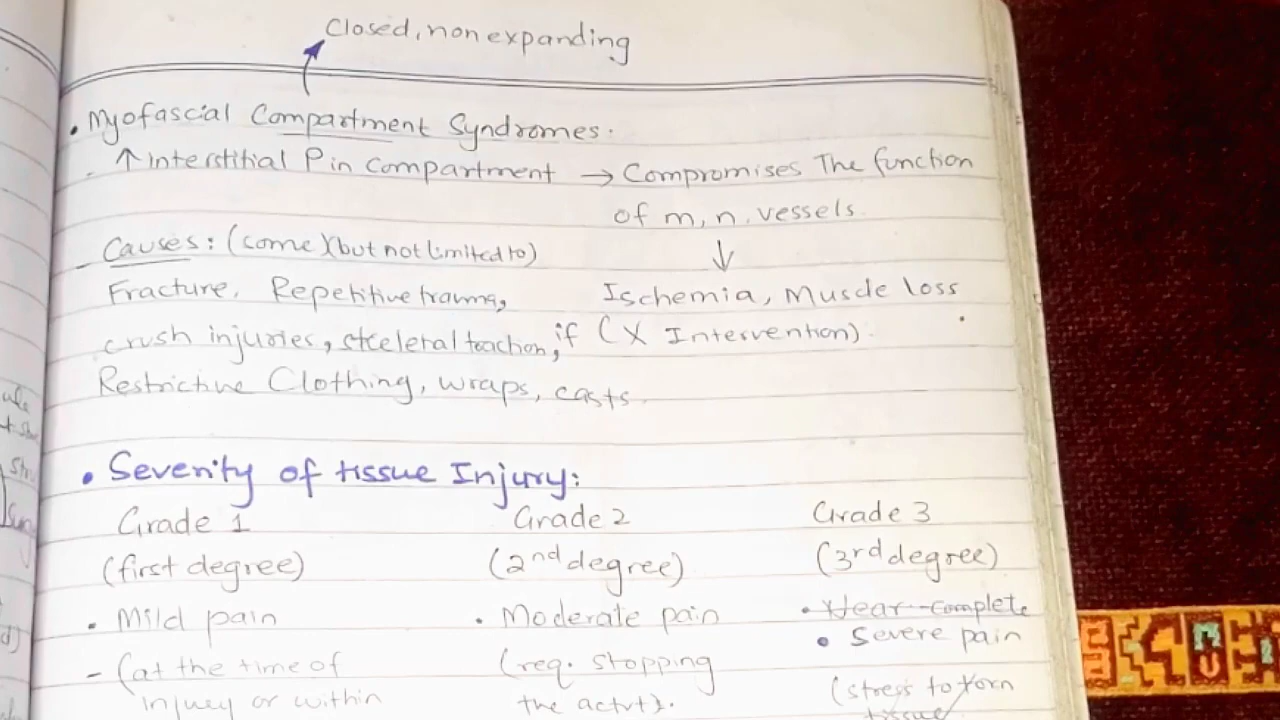 Closed, non expanding
• Myofascial Compartment Syndromes.
- ↑ Interstitial P in compartment → Compromises The function
of m, n, vessels.
↓
- Causes: (some)(but not limited to)
Fracture, Repetitive trauma, Ischemia, Muscle loss
crush injuries, skeletal traction, if (X Intervention).
Restrictive Clothing, wraps, casts.
• Severity of tissue Injury:
Grade 1 Grade 2 Grade 3
(first degree) (2nd degree) (3rd degree)
• Mild pain • Moderate pain • Near-complete
• Severe pain
- (at the time of (req. stopping (stress to torn
injury or within the actvt). tissue